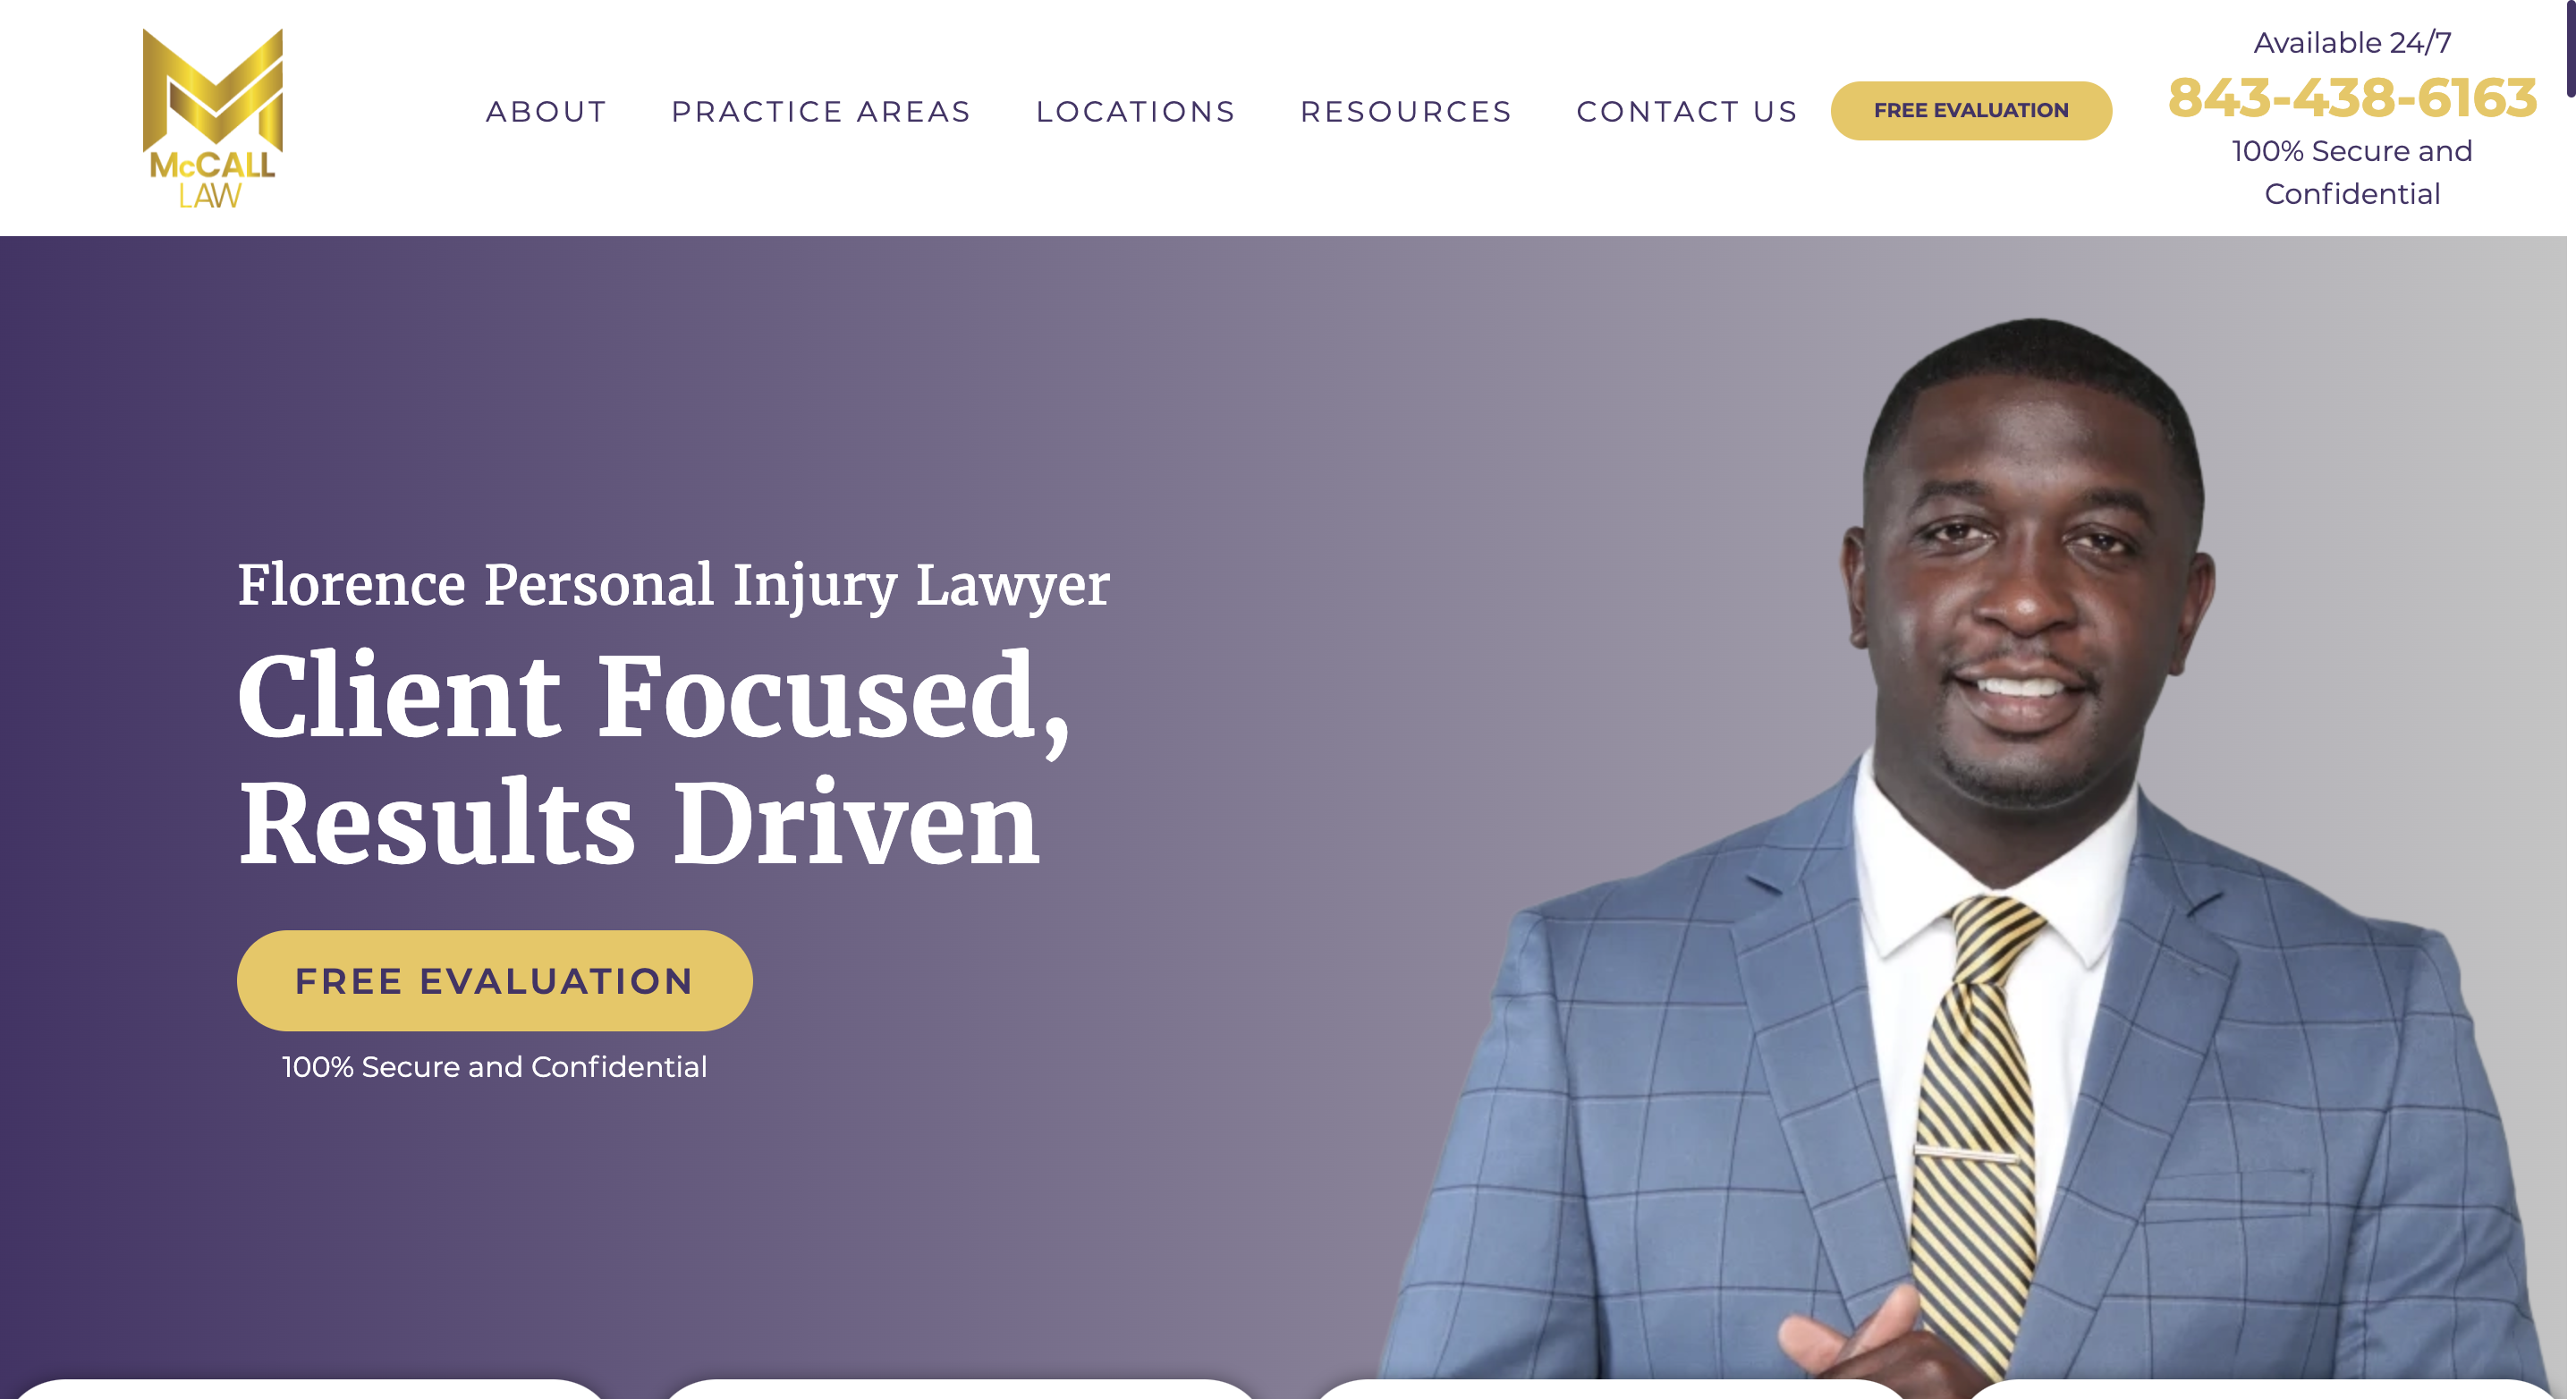 McCALL
LAW
ABOUT
PRACTICE AREAS
LOCATIONS
RESOURCES
CONTACT US
FREE EVALUATION
Available 24/7
843-438-6163
100% Secure and
Confidential
Florence Personal Injury Lawyer
Client Focused,
Results Driven
FREE EVALUATION
100% Secure and Confidential